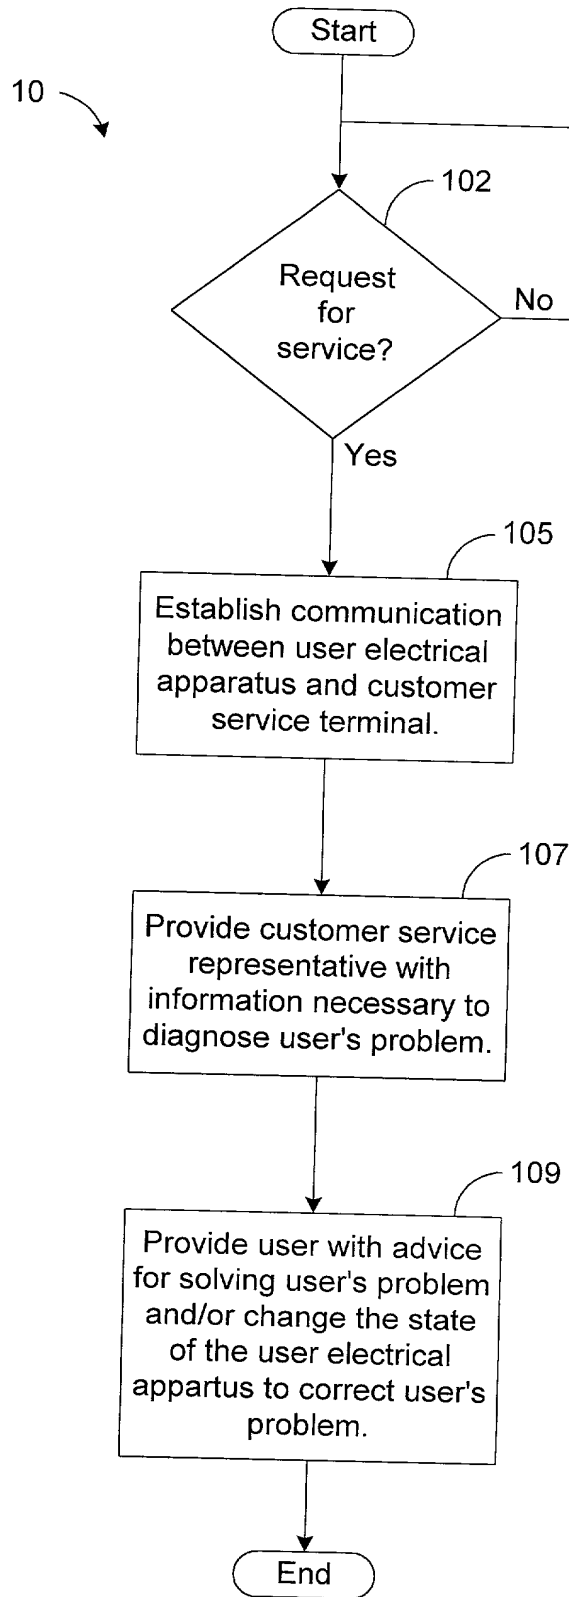 Start
10
102
Request
for
service?
No
Yes
105
Establish communication
between user electrical
apparatus and customer
service terminal.
107
Provide customer service
representative with
information necessary to
diagnose user's problem.
109
Provide user with advice
for solving user's problem
and/or change the state
of the user electrical
appartus to correct user's
problem.
End